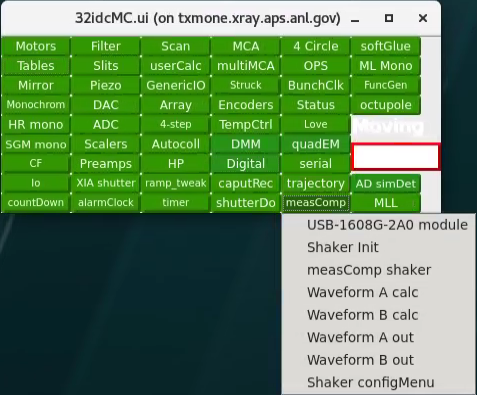 32idcMC.ui (on txmone.xray.aps.anl.gov)
Motors Filter Scan MCA 4 Circle softGlue
Tables Slits userCalc multiMCA OPS ML Mono
Mirror Piezo GenericIO Struck BunchClk FuncGen
Monochrom DAC Array Encoders Status octupole
HR mono ADC 4-step TempCtrl Love Moving
SGM mono Scalers Autocoll DMM quadEM
CF Preamps HP Digital serial
Io XIA shutter ramp_tweak caputRec trajectory AD simDet
countDown alarmClock timer shutterDo measComp MLL
USB-1608G-2A0 module
Shaker Init
measComp shaker
Waveform A calc
Waveform B calc
Waveform A out
Waveform B out
Shaker configMenu